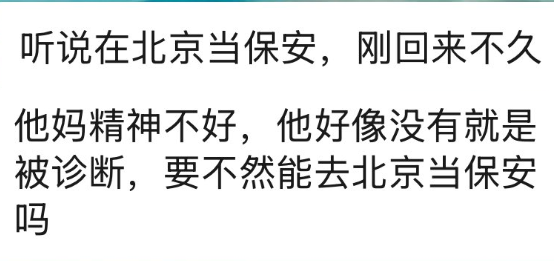 听说在北京当保安，刚回来不久
他妈精神不好，他好像没有就是
被诊断，要不然能去北京当保安
吗